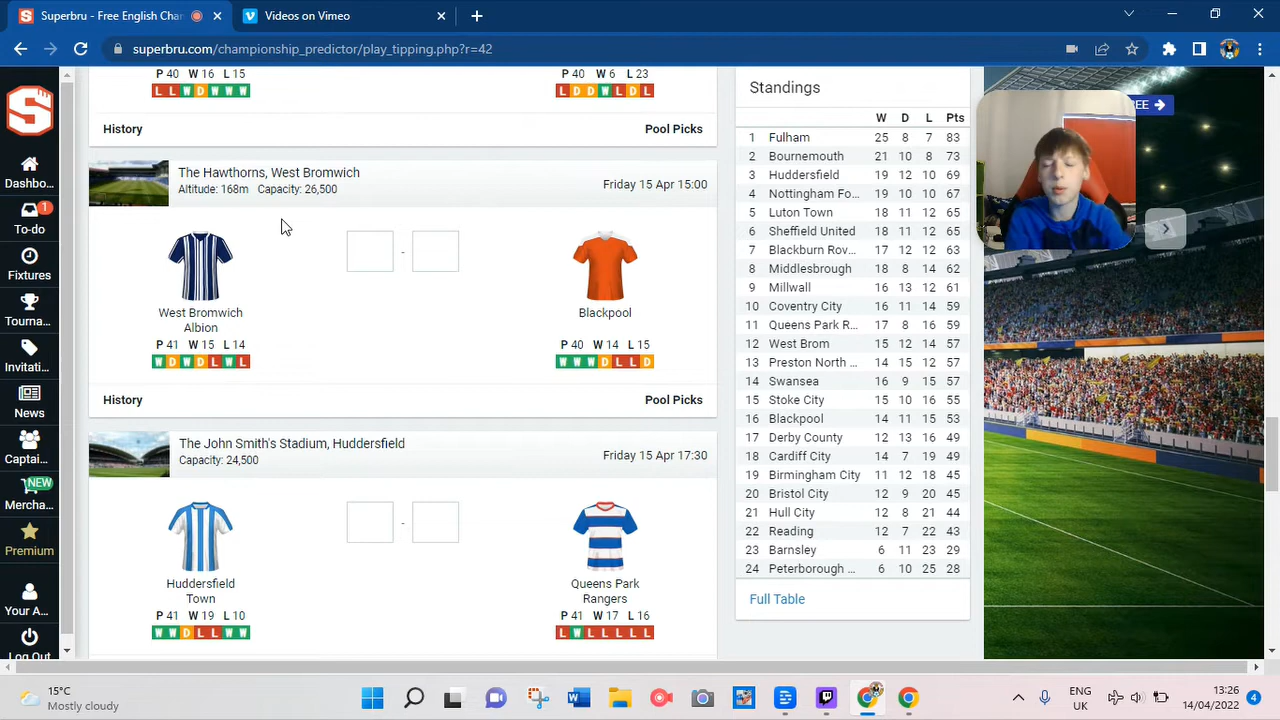 Superbru - Free English Cha
Videos on Vimeo
superbru.com/championship_predictor/play_tipping.php?r=42
Dashbo...
1
To-do
Fixtures
Tourna...
Invitati...
News
Captai...
NEW
Mercha...
Premium
Your A...
Log Out
P 40 W 16 L 15
L L W D W W W
P 40 W 6 L 23
L D D W L D L
History
Pool Picks
The Hawthorns, West Bromwich
Altitude: 168m Capacity: 26,500
Friday 15 Apr 15:00
West Bromwich
Albion
P 41 W 15 L 14
W D W D L W L
-
Blackpool
P 40 W 14 L 15
W W W D L L D
History
Pool Picks
The John Smith's Stadium, Huddersfield
Capacity: 24,500
Friday 15 Apr 17:30
Huddersfield
Town
P 41 W 19 L 10
W W D L L W W
-
Queens Park
Rangers
P 41 W 17 L 16
L W L L L L L
Standings
W D L Pts
1 Fulham 25 8 7 83
2 Bournemouth 21 10 8 73
3 Huddersfield 19 12 10 69
4 Nottingham Fo... 19 10 10 67
5 Luton Town 18 11 12 65
6 Sheffield United 18 11 12 65
7 Blackburn Rov... 17 12 12 63
8 Middlesbrough 18 8 14 62
9 Millwall 16 13 12 61
10 Coventry City 16 11 14 59
11 Queens Park R... 17 8 16 59
12 West Brom 15 12 14 57
13 Preston North ... 14 15 12 57
14 Swansea 16 9 15 57
15 Stoke City 15 10 16 55
16 Blackpool 14 11 15 53
17 Derby County 12 13 16 49
18 Cardiff City 14 7 19 49
19 Birmingham City 11 12 18 45
20 Bristol City 12 9 20 45
21 Hull City 12 8 21 44
22 Reading 12 7 22 43
23 Barnsley 6 11 23 29
24 Peterborough ... 6 10 25 28
Full Table
15°C
Mostly cloudy
ENG
UK
13:26
14/04/2022
4